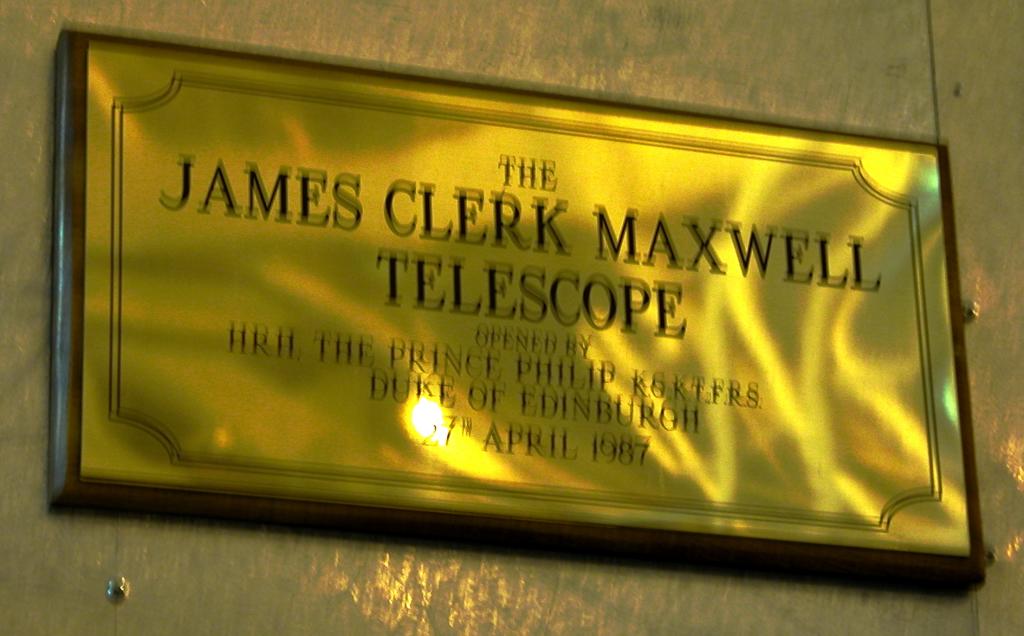 THE
JAMES CLERK MAXWELL
TELESCOPE
OPENED BY
H.R.H. THE PRINCE PHILIP K.G. K.T. F.R.S.
DUKE OF EDINBURGH
27TH APRIL 1987